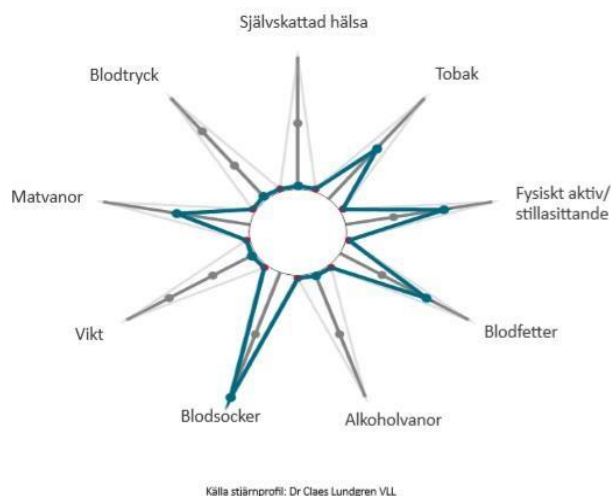 Självskattad hälsa
Blodtryck
Tobak
Matvanor
Fysiskt aktiv/
stillasittande
Vikt
Blodfetter
Blodsocker
Alkoholvanor
Källa stjärnprofil: Dr Claes Lundgren VLL